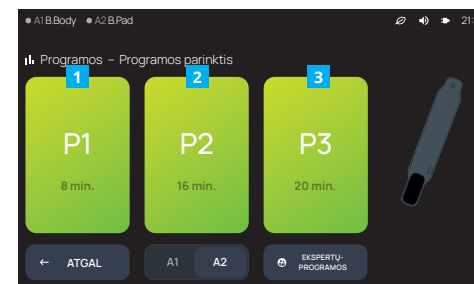 A1 B.Body A2 B.Pad 21:
Programos – Programos parinktis
1 2 3
P1 P2 P3
8 min. 16 min. 20 min.
← ATGAL A1 A2 EKSPERTŲ-
PROGRAMOS